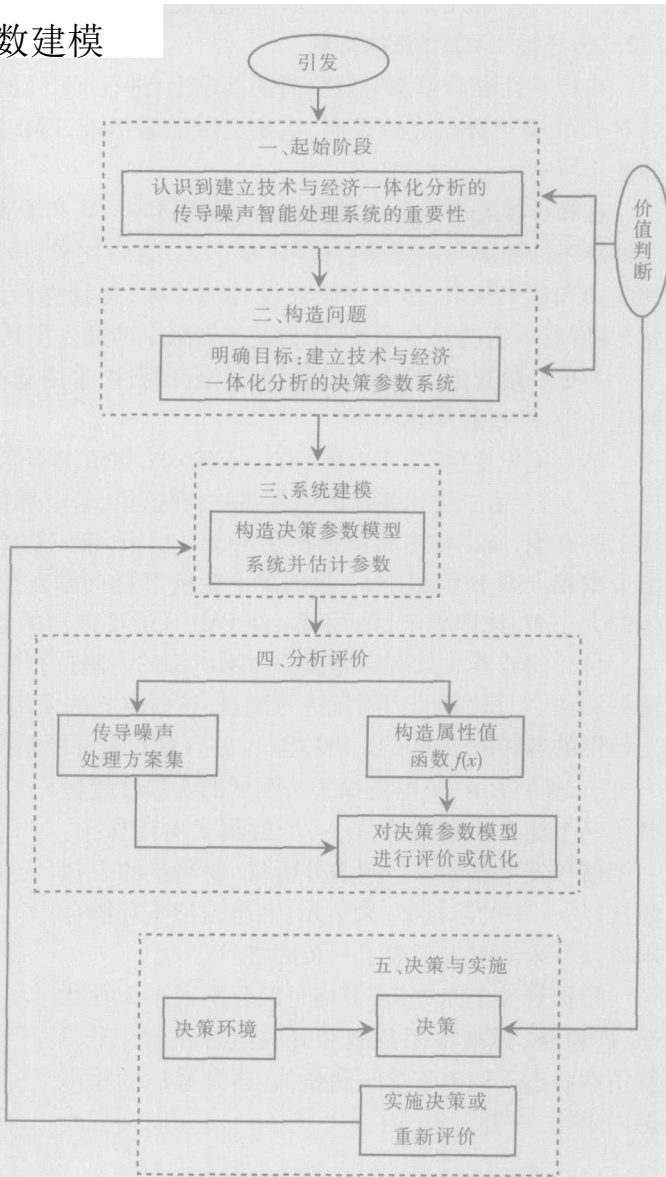 数建模
引发
一、起始阶段
认识到建立技术与经济一体化分析的
传导噪声智能处理系统的重要性
价值判断
二、构造问题
明确目标:建立技术与经济
一体化分析的决策参数系统
三、系统建模
构造决策参数模型
系统并估计参数
四、分析评价
传导噪声
处理方案集
构造属性值
函数f(x)
对决策参数模型
进行评价或优化
五、决策与实施
决策环境
决策
实施决策或
重新评价